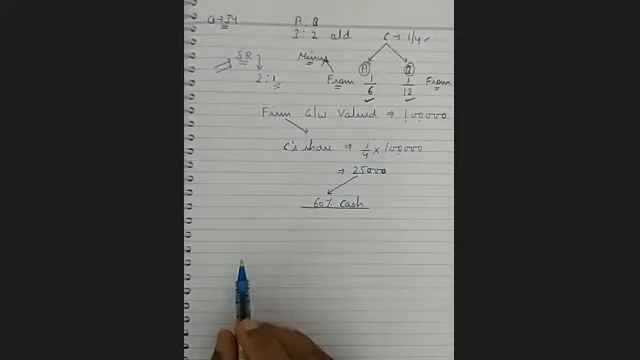 Q → 34
A : B
3 : 2 old
C → 1/4
SR
2 : 1
Minus
A
B
From 1/6
1/12 From
Firm G/W Valued ⇒ 100000
C's share ⇒ 1/4 × 100000
⇒ 25000
60% Cash